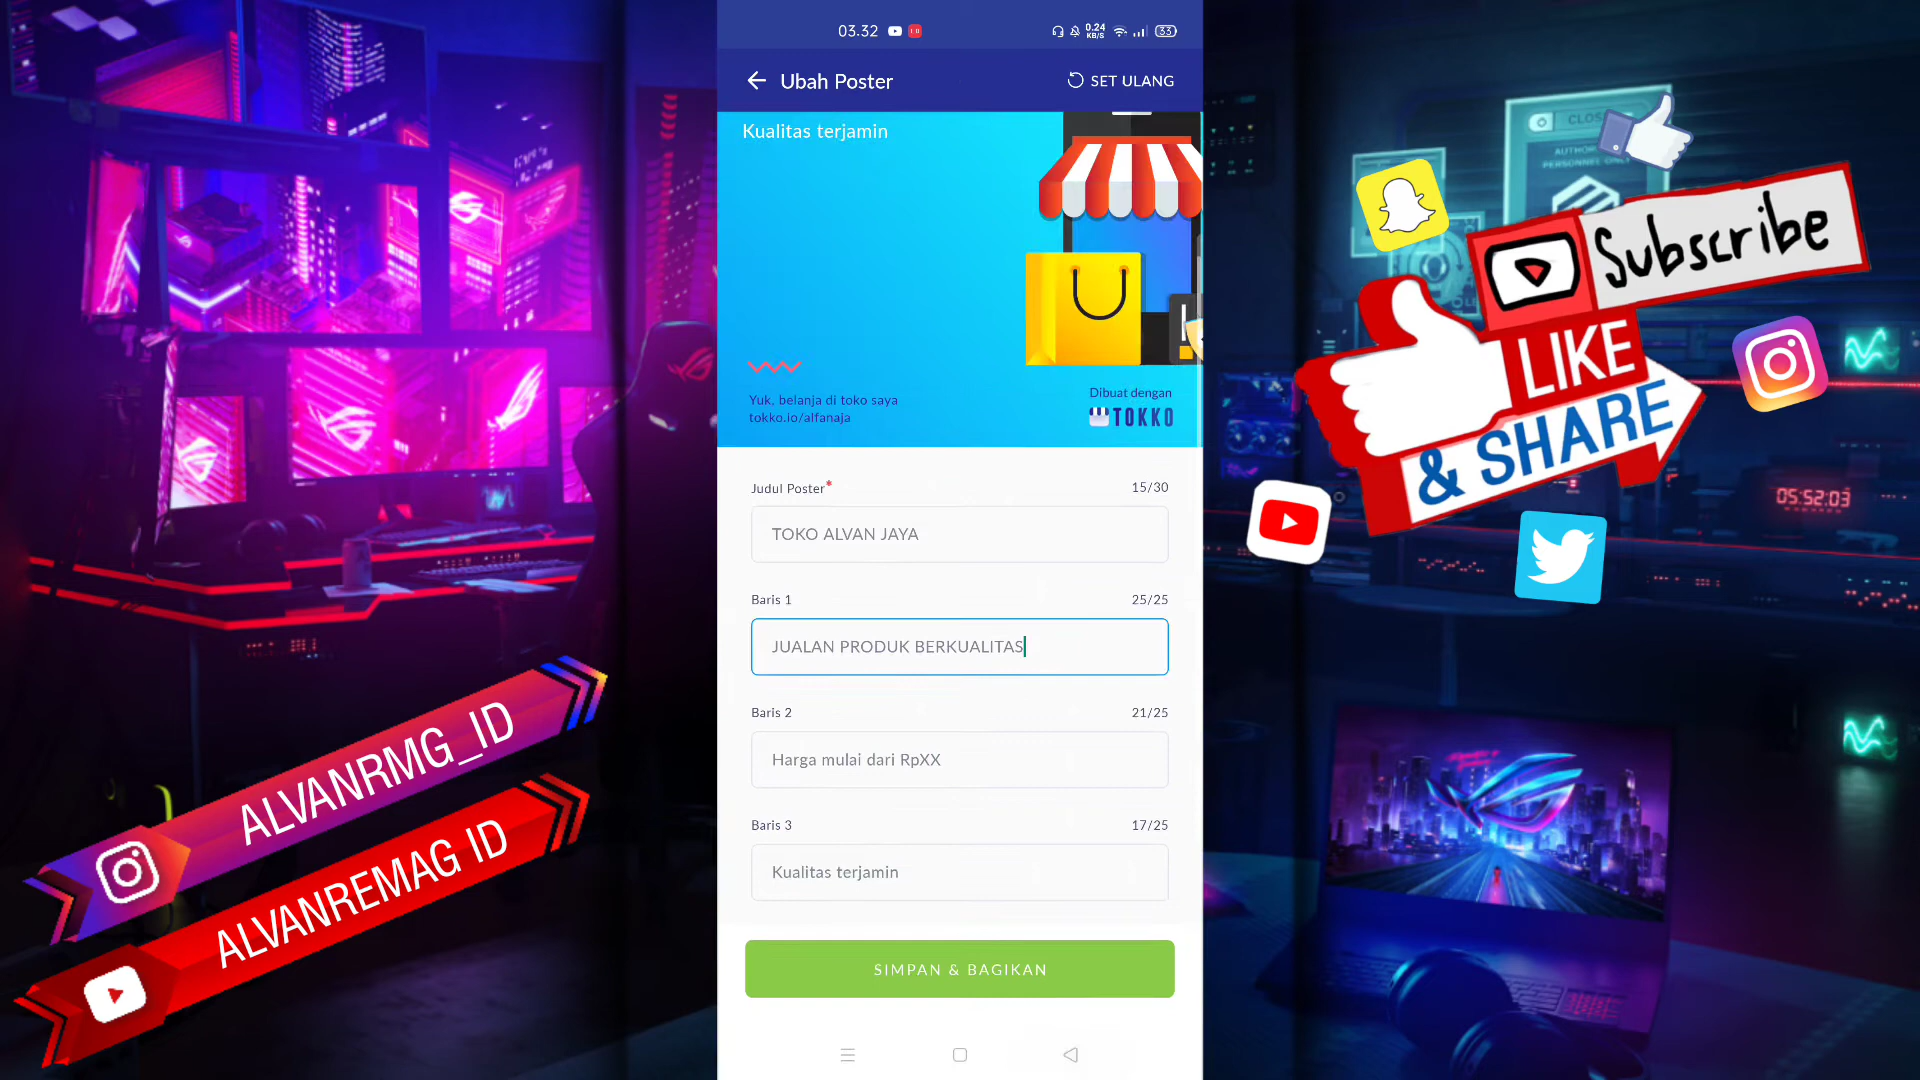 03.32
0.24
KB/S
33
Ubah Poster
SET ULANG
Kualitas terjamin
Yuk, belanja di toko saya
tokko.io/alfanaja
Dibuat dengan
TOKKO
Judul Poster*
15/30
TOKO ALVAN JAYA
Baris 1
25/25
JUALAN PRODUK BERKUALITAS
Baris 2
21/25
Harga mulai dari RpXX
Baris 3
17/25
Kualitas terjamin
SIMPAN & BAGIKAN
ALVANRMG_ID
ALVANREMAG ID
Subscribe
LIKE
& SHARE
05:52:03